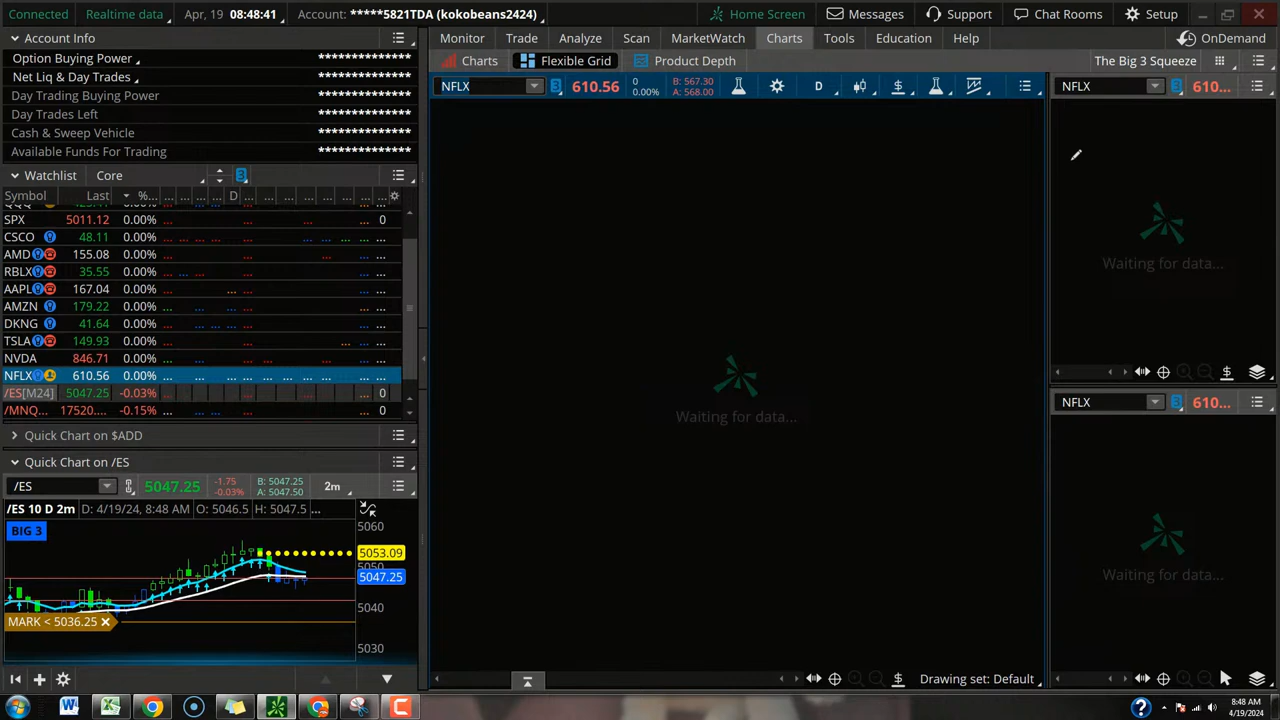 Connected Realtime data Apr, 19 08:48:41 Account: *****5821TDA (kokobeans2424) Home Screen Messages Support Chat Rooms Setup
Account Info
Option Buying Power **************
Net Liq & Day Trades **************
Day Trading Buying Power **************
Day Trades Left **************
Cash & Sweep Vehicle **************
Available Funds For Trading **************
Monitor Trade Analyze Scan MarketWatch Charts Tools Education Help OnDemand
Charts Flexible Grid Product Depth The Big 3 Squeeze
Watchlist Core 3
Symbol Last %... ... ... ... ... D ... ... ... ... ... ...
SPX 5011.12 0.00% ... ... ... 0
CSCO 48.11 0.00% ... ... ... ... ... ... ... ... ... ...
AMD 155.08 0.00% ... ... ... ...
RBLX 35.55 0.00% ... ... ... ... ...
AAPL 167.04 0.00% ... ... ... ...
AMZN 179.22 0.00% ... ... ... ... ...
DKNG 41.64 0.00% ... ... ... ... ...
TSLA 149.93 0.00% ... ... ... ...
NVDA 846.71 0.00% ... ... ... ... ... ...
NFLX 610.56 0.00% ... ... ... ... ... ... ... ... ... ... ...
/ES[M24] 5047.25 -0.03% 0
/MNQ... 17520.... -0.15% 0
Quick Chart on $ADD
Quick Chart on /ES
/ES 5047.25 -1.75 -0.03% B: 5047.25 A: 5047.50 2m
/ES 10 D 2m D: 4/19/24, 8:48 AM O: 5046.5 H: 5047.5 ...
BIG 3
5060
5053.09
5050
5047.25
5040
5030
MARK < 5036.25 ×
NFLX 3 610.56 0 0.00% B: 567.30 A: 568.00 D
Waiting for data...
Drawing set: Default
NFLX 3 610...
Waiting for data...
NFLX 3 610...
Waiting for data...
8:48 AM
4/19/2024